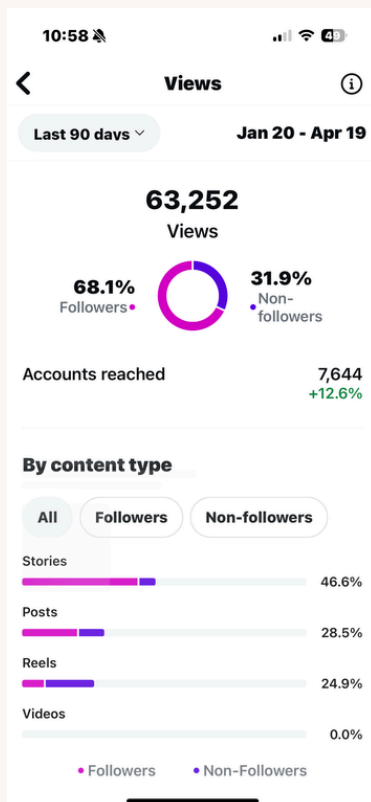 10:58
49
Views
Last 90 days
Jan 20 - Apr 19
63,252
Views
68.1%
Followers
31.9%
Non-
followers
Accounts reached
7,644
+12.6%
By content type
All
Followers
Non-followers
Stories
46.6%
Posts
28.5%
Reels
24.9%
Videos
0.0%
Followers
Non-Followers